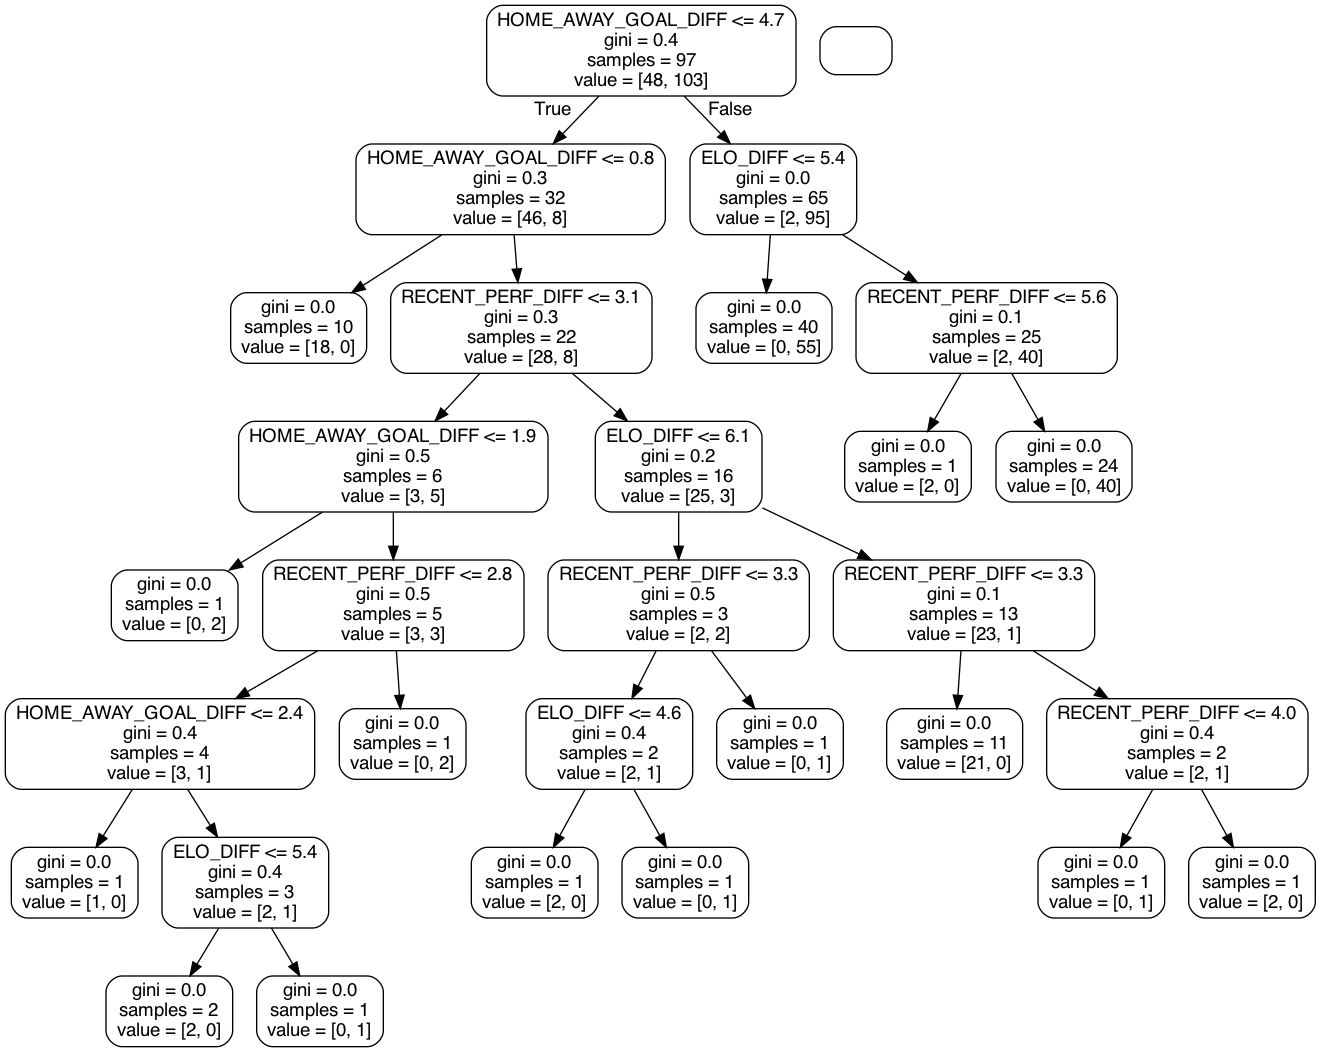 HOME_AWAY_GOAL_DIFF <= 4.7
gini = 0.4
samples = 97
value = [48, 103]
True
False
HOME_AWAY_GOAL_DIFF <= 0.8
gini = 0.3
samples = 32
value = [46, 8]
ELO_DIFF <= 5.4
gini = 0.0
samples = 65
value = [2, 95]
gini = 0.0
samples = 10
value = [18, 0]
RECENT_PERF_DIFF <= 3.1
gini = 0.3
samples = 22
value = [28, 8]
gini = 0.0
samples = 40
value = [0, 55]
RECENT_PERF_DIFF <= 5.6
gini = 0.1
samples = 25
value = [2, 40]
HOME_AWAY_GOAL_DIFF <= 1.9
gini = 0.5
samples = 6
value = [3, 5]
ELO_DIFF <= 6.1
gini = 0.2
samples = 16
value = [25, 3]
gini = 0.0
samples = 1
value = [2, 0]
gini = 0.0
samples = 24
value = [0, 40]
gini = 0.0
samples = 1
value = [0, 2]
RECENT_PERF_DIFF <= 2.8
gini = 0.5
samples = 5
value = [3, 3]
RECENT_PERF_DIFF <= 3.3
gini = 0.5
samples = 3
value = [2, 2]
RECENT_PERF_DIFF <= 3.3
gini = 0.1
samples = 13
value = [23, 1]
HOME_AWAY_GOAL_DIFF <= 2.4
gini = 0.4
samples = 4
value = [3, 1]
gini = 0.0
samples = 1
value = [0, 2]
ELO_DIFF <= 4.6
gini = 0.4
samples = 2
value = [2, 1]
gini = 0.0
samples = 1
value = [0, 1]
gini = 0.0
samples = 11
value = [21, 0]
RECENT_PERF_DIFF <= 4.0
gini = 0.4
samples = 2
value = [2, 1]
gini = 0.0
samples = 1
value = [1, 0]
ELO_DIFF <= 5.4
gini = 0.4
samples = 3
value = [2, 1]
gini = 0.0
samples = 1
value = [2, 0]
gini = 0.0
samples = 1
value = [0, 1]
gini = 0.0
samples = 1
value = [0, 1]
gini = 0.0
samples = 1
value = [2, 0]
gini = 0.0
samples = 2
value = [2, 0]
gini = 0.0
samples = 1
value = [0, 1]